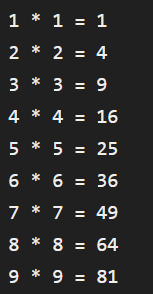 1 * 1 = 1
2 * 2 = 4
3 * 3 = 9
4 * 4 = 16
5 * 5 = 25
6 * 6 = 36
7 * 7 = 49
8 * 8 = 64
9 * 9 = 81